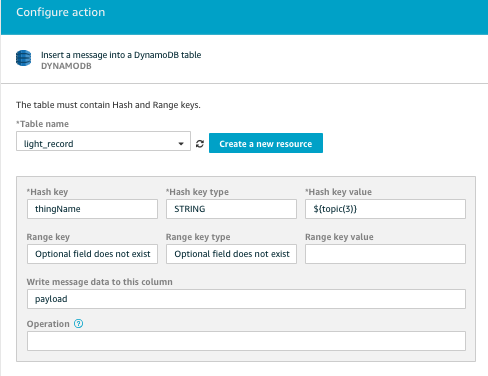 Configure action
Insert a message into a DynamoDB table
DYNAMODB
The table must contain Hash and Range keys.
*Table name
light_record
Create a new resource
*Hash key *Hash key type *Hash key value
thingName STRING ${topic(3)}
Range key Range key type Range key value
Optional field does not exist Optional field does not exist
Write message data to this column
payload
Operation ?